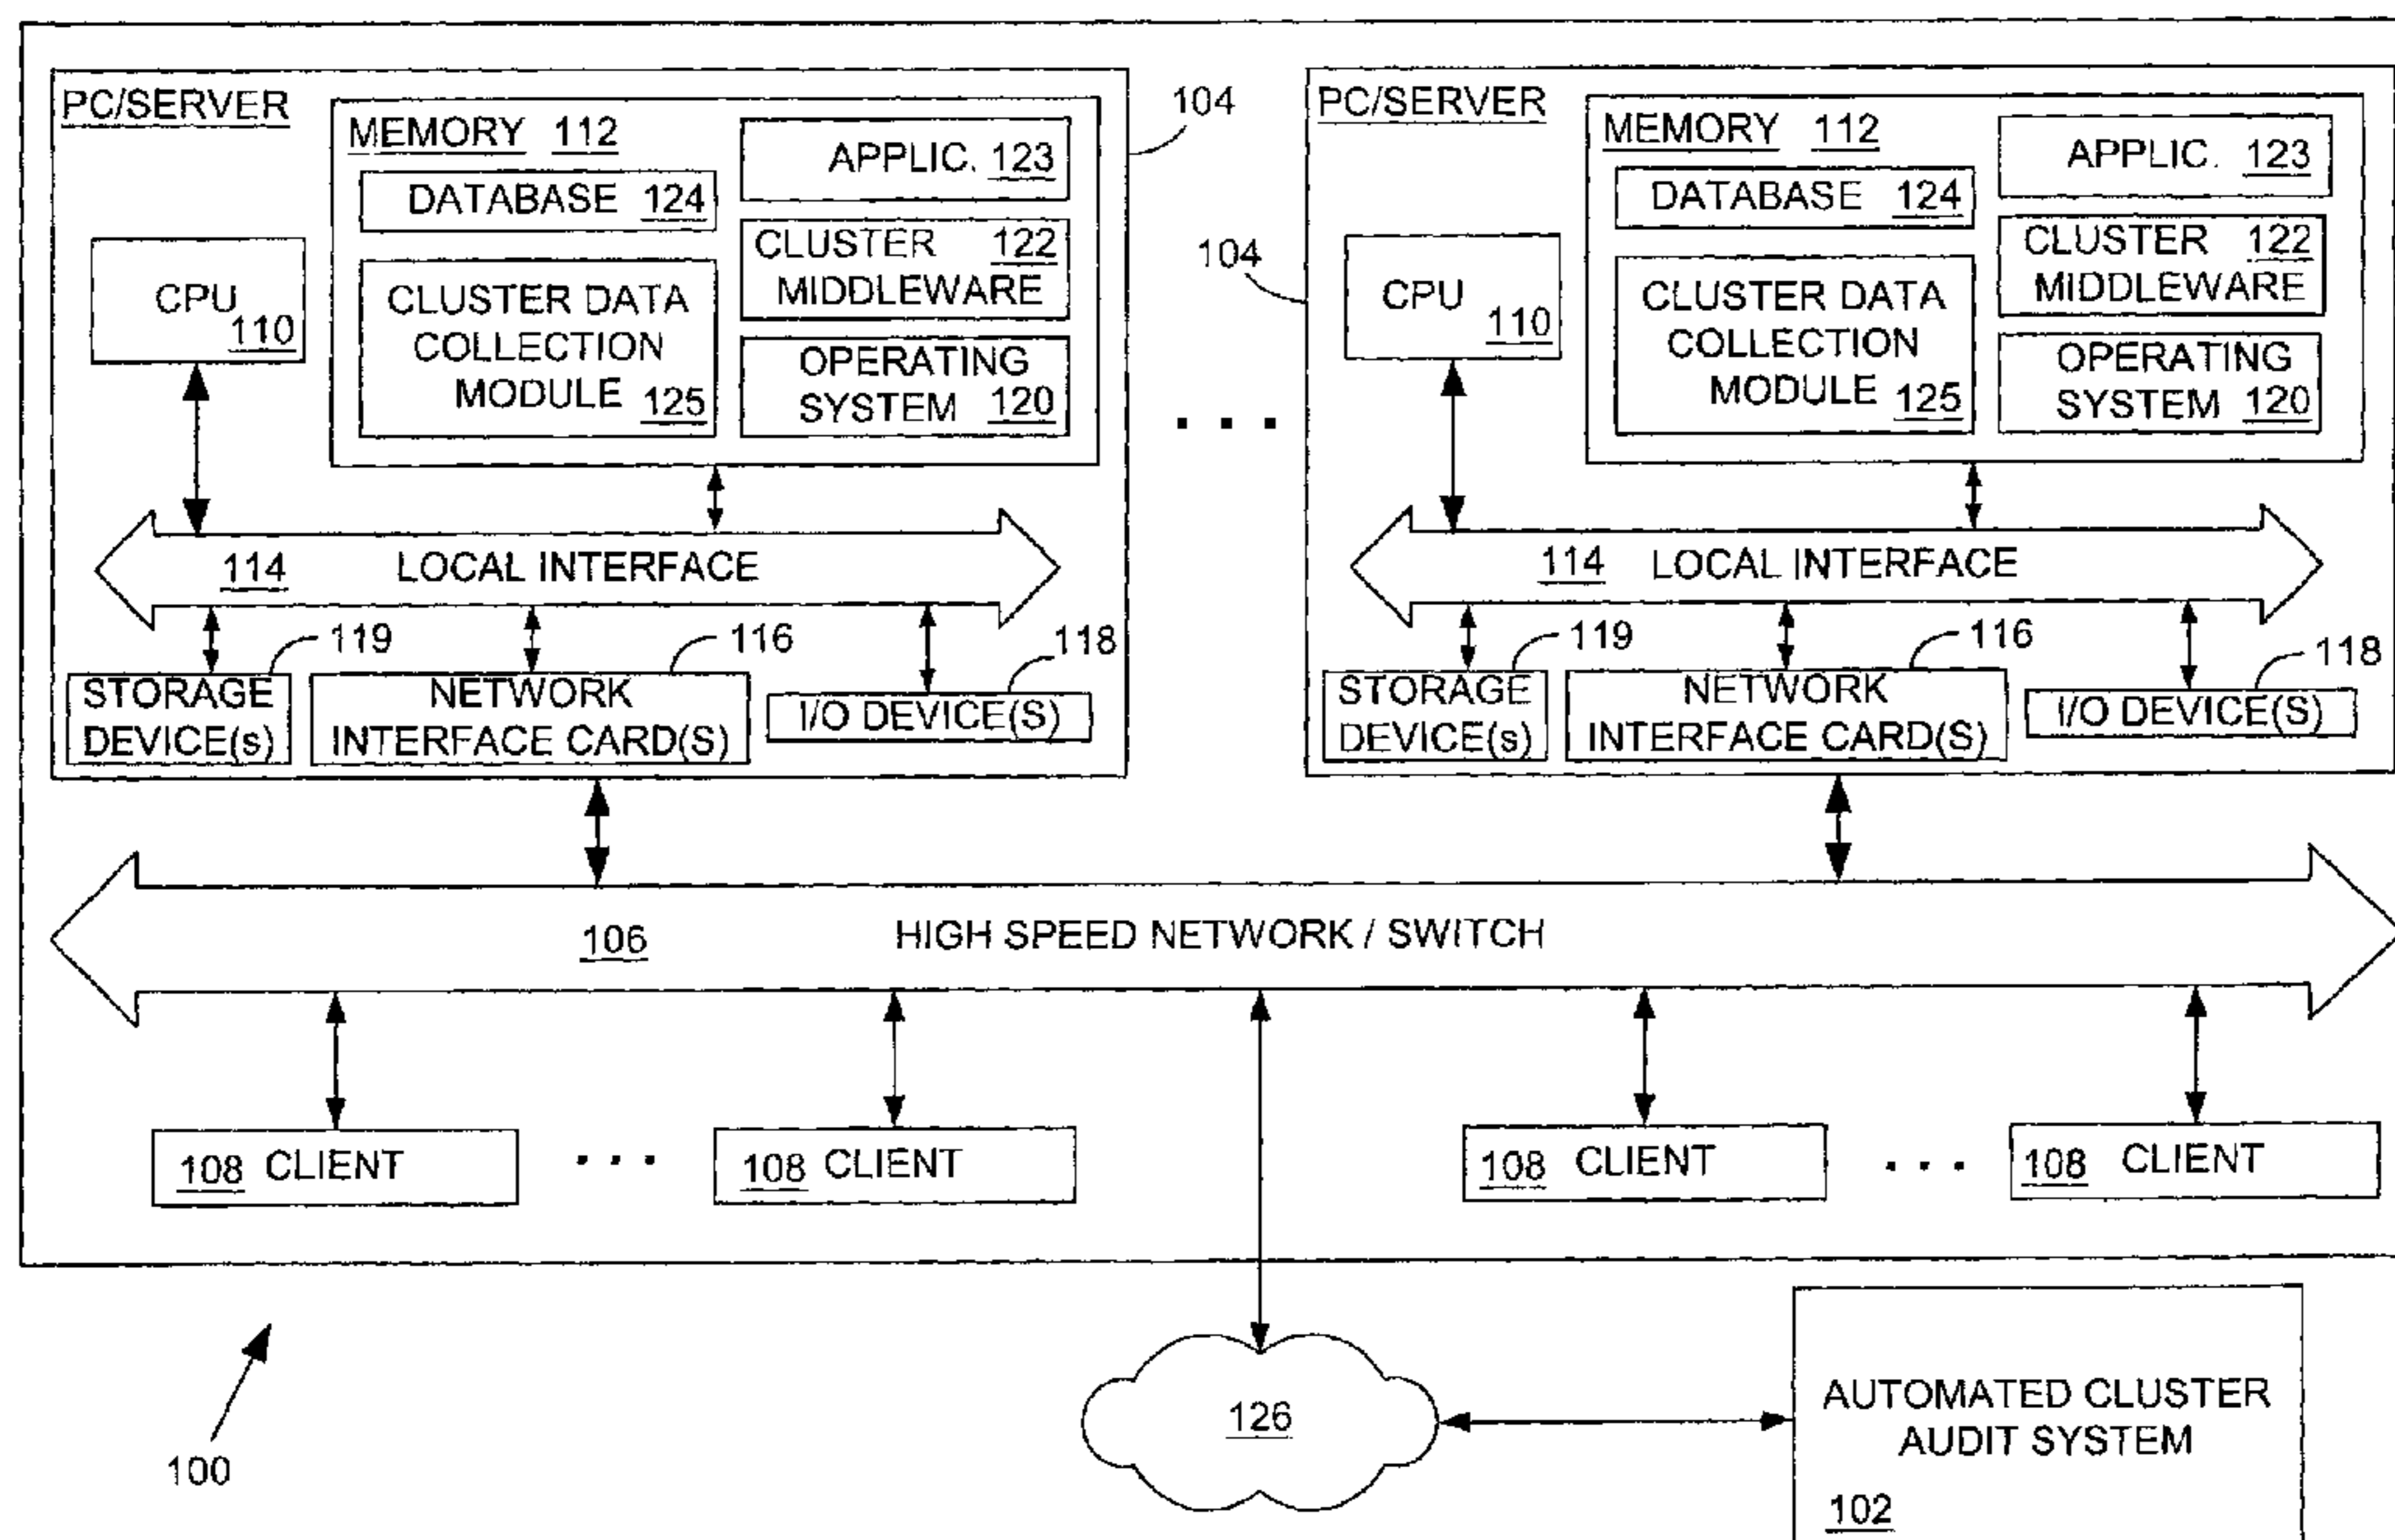 PC/SERVER
MEMORY 112
DATABASE 124
CLUSTER DATA
COLLECTION
MODULE 125
APPLIC. 123
CLUSTER 122
MIDDLEWARE
OPERATING
SYSTEM 120
CPU
110
114 LOCAL INTERFACE
119
116
118
STORAGE
DEVICE(s)
NETWORK
INTERFACE CARD(S)
I/O DEVICE(S)
104
104
. . .
PC/SERVER
MEMORY 112
DATABASE 124
CLUSTER DATA
COLLECTION
MODULE 125
APPLIC. 123
CLUSTER 122
MIDDLEWARE
OPERATING
SYSTEM 120
CPU
110
114 LOCAL INTERFACE
119
116
118
STORAGE
DEVICE(s)
NETWORK
INTERFACE CARD(S)
I/O DEVICE(S)
106 HIGH SPEED NETWORK / SWITCH
108 CLIENT
. . .
108 CLIENT
108 CLIENT
. . .
108 CLIENT
100
126
AUTOMATED CLUSTER
AUDIT SYSTEM
102